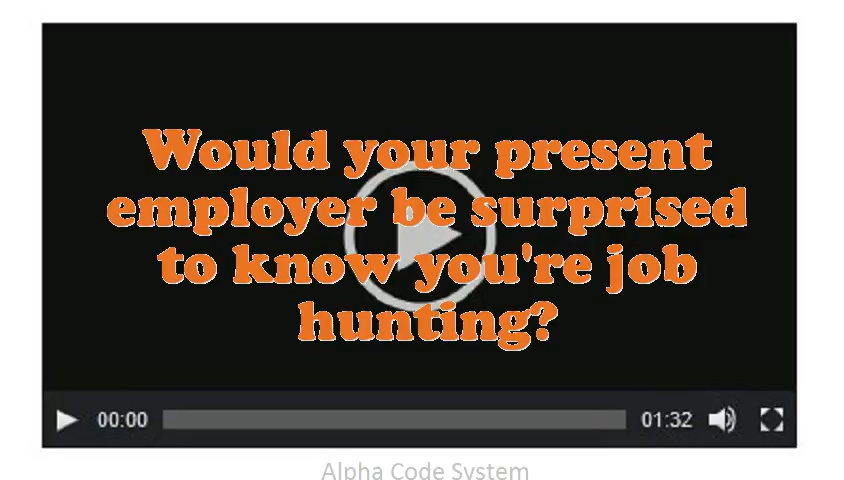 Would your present
employer be surprised
to know you're job
hunting?
00:00
01:32
Alpha Code System